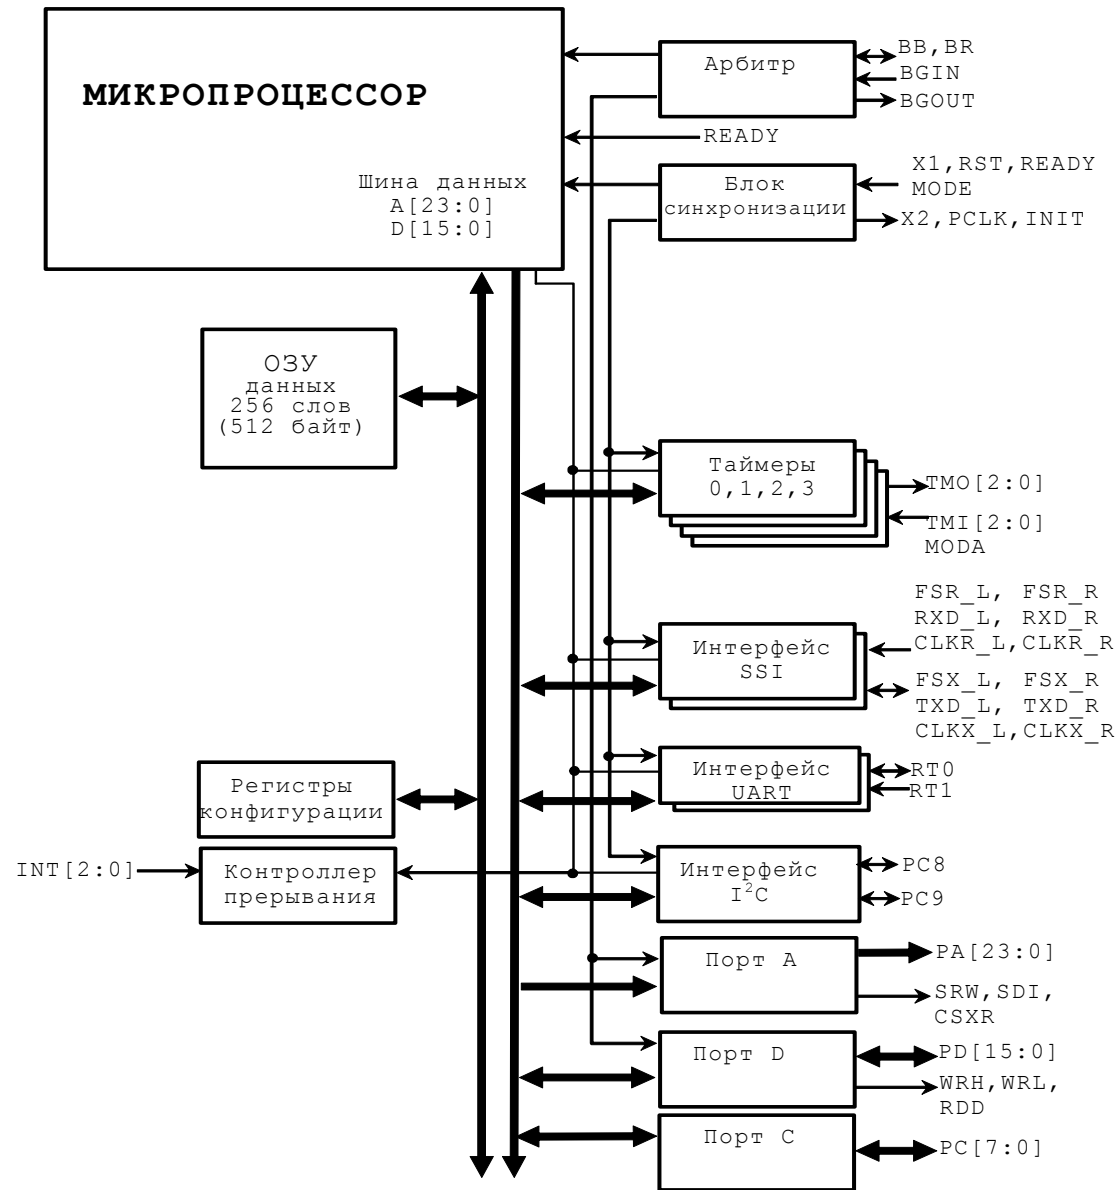 МИКРОПРОЦЕССОР
Шина данных
A[23:0]
D[15:0]
Арбитр
BB,BR
BGIN
BGOUT
READY
Блок
синхронизаЦИИ
X1,RST,READY
MODE
X2,PCLK,INIT
ОЗУ
данных
256 слов
(512 байт)
Таймеры
0,1,2,3
TMO[2:0]
TMI[2:0]
MODA
Интерфейс
SSI
FSR_L, FSR_R
RXD_L, RXD_R
CLKR_L,CLKR_R
FSX_L, FSX_R
TXD_L, TXD_R
CLKX_L,CLKX_R
Регистры
конфигурации
Интерфейс
UART
RT0
RT1
INT[2:0]
Контроллер
прерывания
Интерфейс
I²C
PC8
PC9
Порт A
PA[23:0]
SRW,SDI,
CSXR
Порт D
PD[15:0]
WRH,WRL,
RDD
Порт C
PC[7:0]